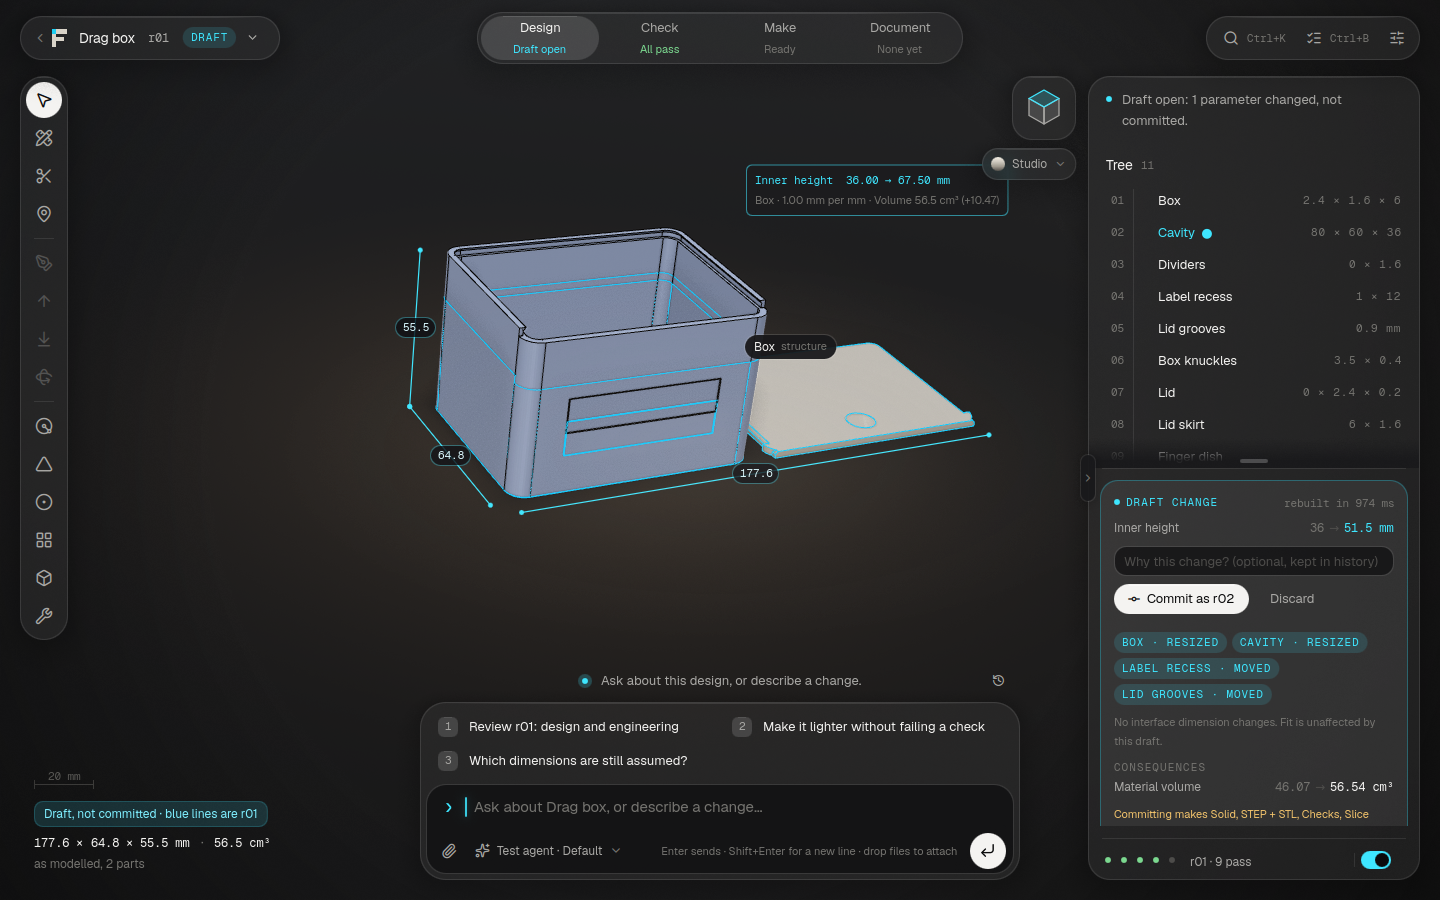 Drag box r01 DRAFT
Design
Draft open
Check
All pass
Make
Ready
Document
None yet
Ctrl+K
Ctrl+B
Studio
Inner height 36.00 → 67.50 mm
Box · 1.00 mm per mm · Volume 56.5 cm³ (+10.47)
55.5
64.8
177.6
Box structure
Draft open: 1 parameter changed, not
committed.
Tree 11
01 Box 2.4 × 1.6 × 6
02 Cavity 80 × 60 × 36
03 Dividers 0 × 1.6
04 Label recess 1 × 12
05 Lid grooves 0.9 mm
06 Box knuckles 3.5 × 0.4
07 Lid 0 × 2.4 × 0.2
08 Lid skirt 6 × 1.6
09 Finger dish
DRAFT CHANGE rebuilt in 974 ms
Inner height 36 → 51.5 mm
Why this change? (optional, kept in history)
Commit as r02 Discard
BOX · RESIZED CAVITY · RESIZED
LABEL RECESS · MOVED
LID GROOVES · MOVED
No interface dimension changes. Fit is unaffected by
this draft.
CONSEQUENCES
Material volume 46.07 → 56.54 cm³
Committing makes Solid, STEP + STL, Checks, Slice
r01 · 9 pass
Ask about this design, or describe a change.
1 Review r01: design and engineering
2 Make it lighter without failing a check
3 Which dimensions are still assumed?
Ask about Drag box, or describe a change...
Test agent · Default
Enter sends · Shift+Enter for a new line · drop files to attach
20 mm
Draft, not committed · blue lines are r01
177.6 × 64.8 × 55.5 mm · 56.5 cm³
as modelled, 2 parts